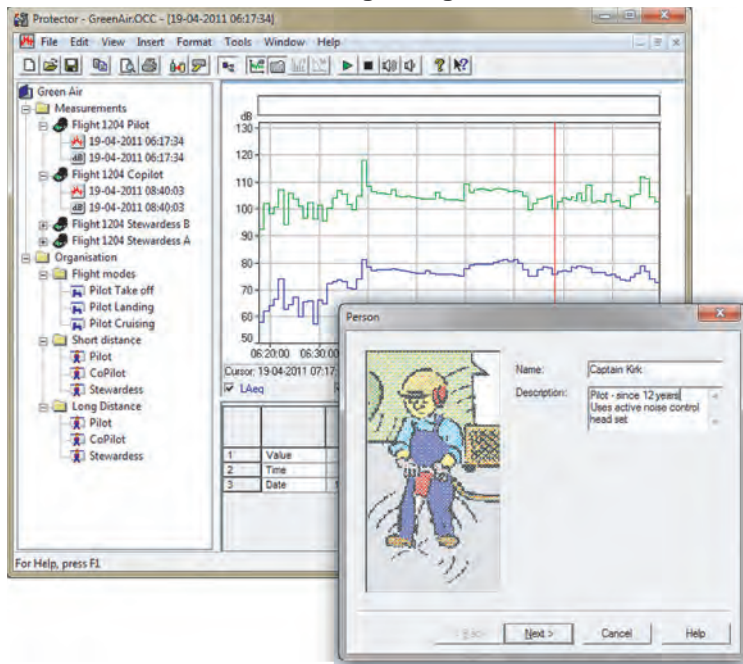 Protector - GreenAir.OCC - [19-04-2011 06:17:34]
File Edit View Insert Format Tools Window Help
Green Air
Measurements
Flight 1204 Pilot
19-04-2011 06:17:34
dB 19-04-2011 06:17:34
Flight 1204 Copilot
19-04-2011 08:40:03
dB 19-04-2011 08:40:03
Flight 1204 Stewardess B
Flight 1204 Stewardess A
Organisation
Flight modes
Pilot Take off
Pilot Landing
Pilot Cruising
Short distance
Pilot
CoPilot
Stewardess
Long Distance
Pilot
CoPilot
Stewardess
dB
130
120
110
100
90
80
70
60
50
06:20:00 06:30:00
Cursor: 19-04-2011 07:17
LAeq
1 Value
2 Time
3 Date
For Help, press F1
Person
Name: Captain Kirk
Description: Pilot - since 12 years
Uses active noise control
head set
< Back Next > Cancel Help